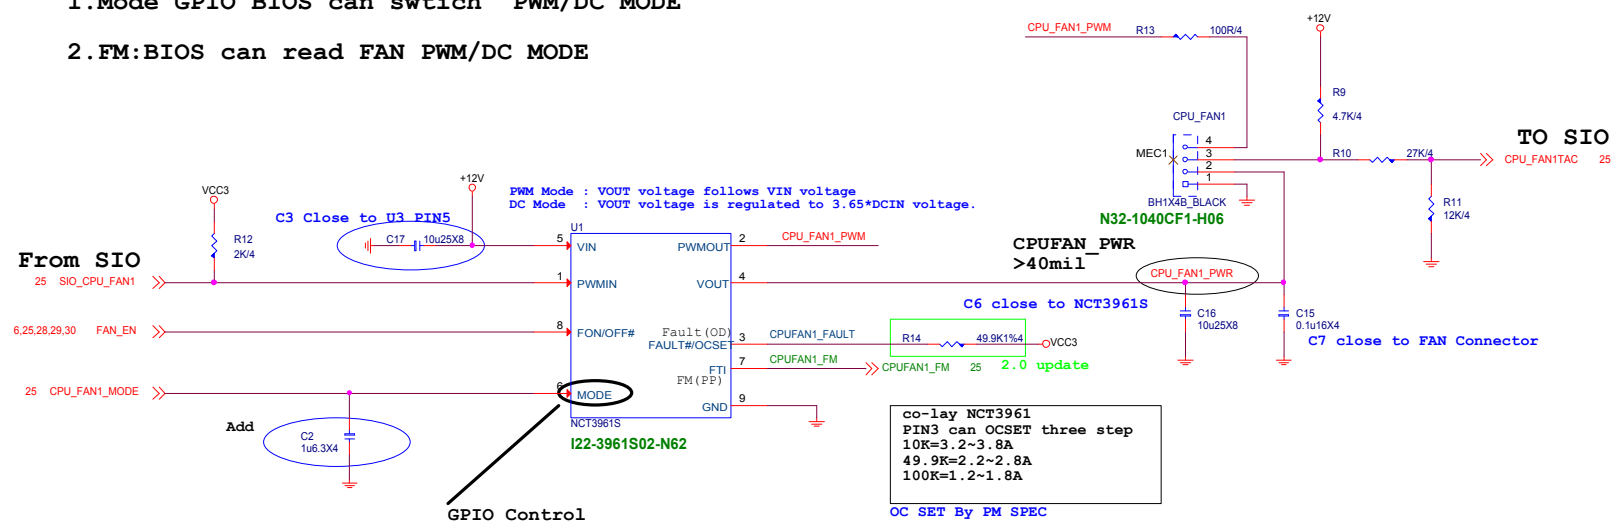 1.Mode GPIO BIOS can swtich  PWM/DC MODE
2.FM:BIOS can read FAN PWM/DC MODE
CPU_FAN1_PWM
R13
100R/4
+12V
R9
4.7K/4
CPU_FAN1
4
3
2
1
MEC1
BH1X4B_BLACK
N32-1040CF1-H06
R10
27K/4
TO SIO
CPU_FAN1TAC 25
R11
12K/4
VCC3
R12
2K/4
+12V
PWM Mode : VOUT voltage follows VIN voltage
DC Mode  : VOUT voltage is regulated to 3.65*DCIN voltage.
C3 Close to U3 PIN5
C17
10u25X8
From SIO
25 SIO_CPU_FAN1
6,25,28,29,30 FAN_EN
25 CPU_FAN1_MODE
Add
C2
1u6.3X4
U1
5 VIN
1 PWMIN
8 FON/OFF#
6 MODE
PWMOUT 2
VOUT 4
Fault(OD)
FAULT#/OCSET 3
FTI 7
FM(PP)
GND 9
NCT3961S
I22-3961S02-N62
GPIO Control
CPU_FAN1_PWM
CPUFAN_PWR
>40mil
CPU_FAN1_PWR
C6 close to NCT3961S
C16
10u25X8
C15
0.1u16X4
C7 close to FAN Connector
CPUFAN1_FAULT
R14
49.9K1%4
VCC3
CPUFAN1_FM
CPUFAN1_FM 25
2.0 update
co-lay NCT3961
PIN3 can OCSET three step
10K=3.2~3.8A
49.9K=2.2~2.8A
100K=1.2~1.8A
OC SET By PM SPEC